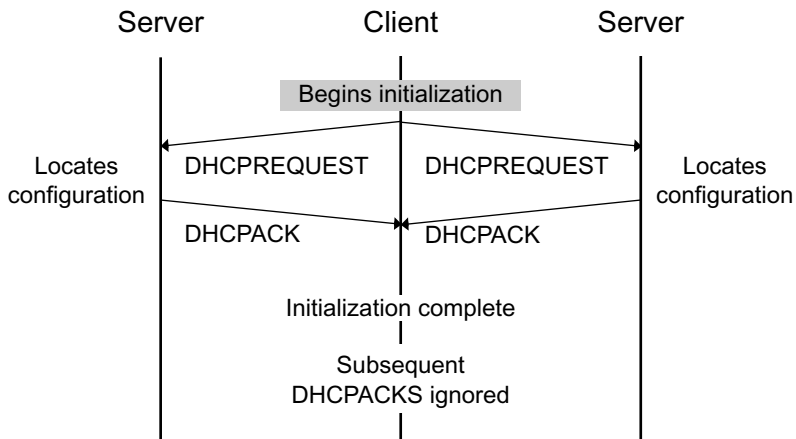 Server
Client
Server
Begins initialization
Locates
configuration
DHCPREQUEST
DHCPREQUEST
Locates
configuration
DHCPACK
DHCPACK
Initialization complete
Subsequent
DHCPACKS ignored